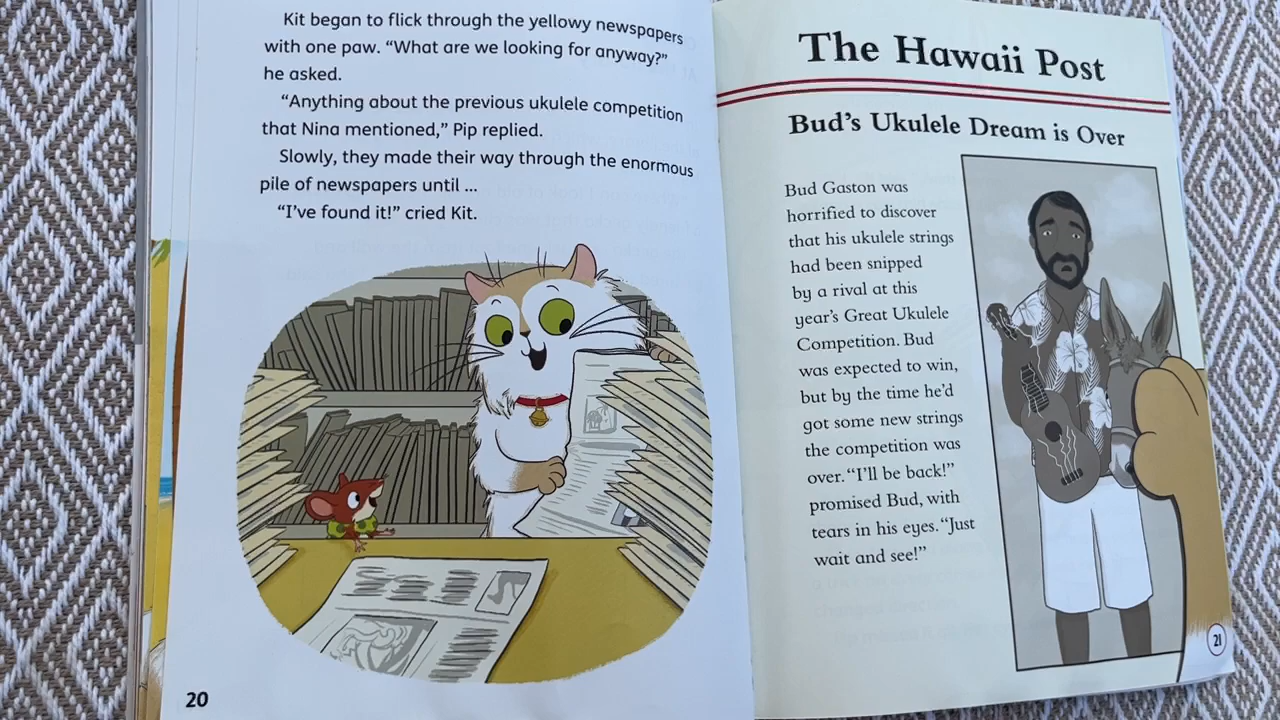 Kit began to flick through the yellowy newspapers
with one paw. “What are we looking for anyway?”
he asked.
“Anything about the previous ukulele competition
that Nina mentioned,” Pip replied.
Slowly, they made their way through the enormous
pile of newspapers until ...
“I’ve found it!” cried Kit.
20
The Hawaii Post
Bud’s Ukulele Dream is Over
Bud Gaston was
horrified to discover
that his ukulele strings
had been snipped
by a rival at this
year’s Great Ukulele
Competition. Bud
was expected to win,
but by the time he’d
got some new strings
the competition was
over. “I’ll be back!”
promised Bud, with
tears in his eyes. “Just
wait and see!”
21